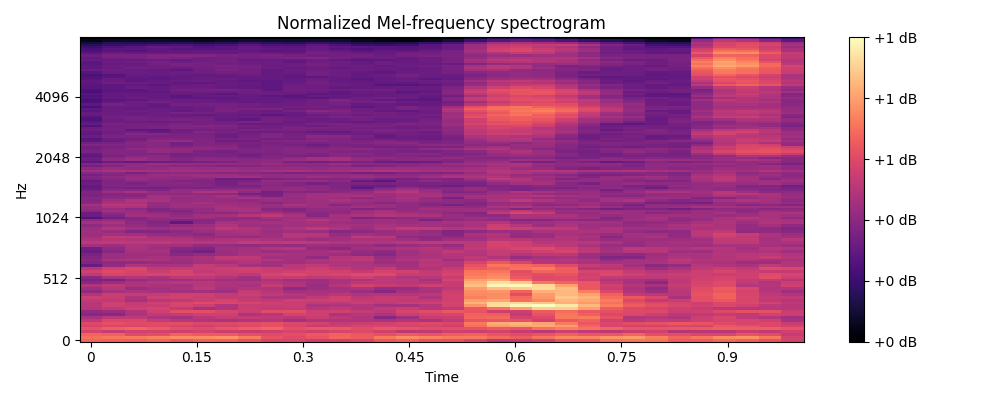 Normalized Mel-frequency spectrogram
Hz
4096
2048
1024
512
0
0 0.15 0.3 0.45 0.6 0.75 0.9
Time
+1 dB
+1 dB
+1 dB
+0 dB
+0 dB
+0 dB